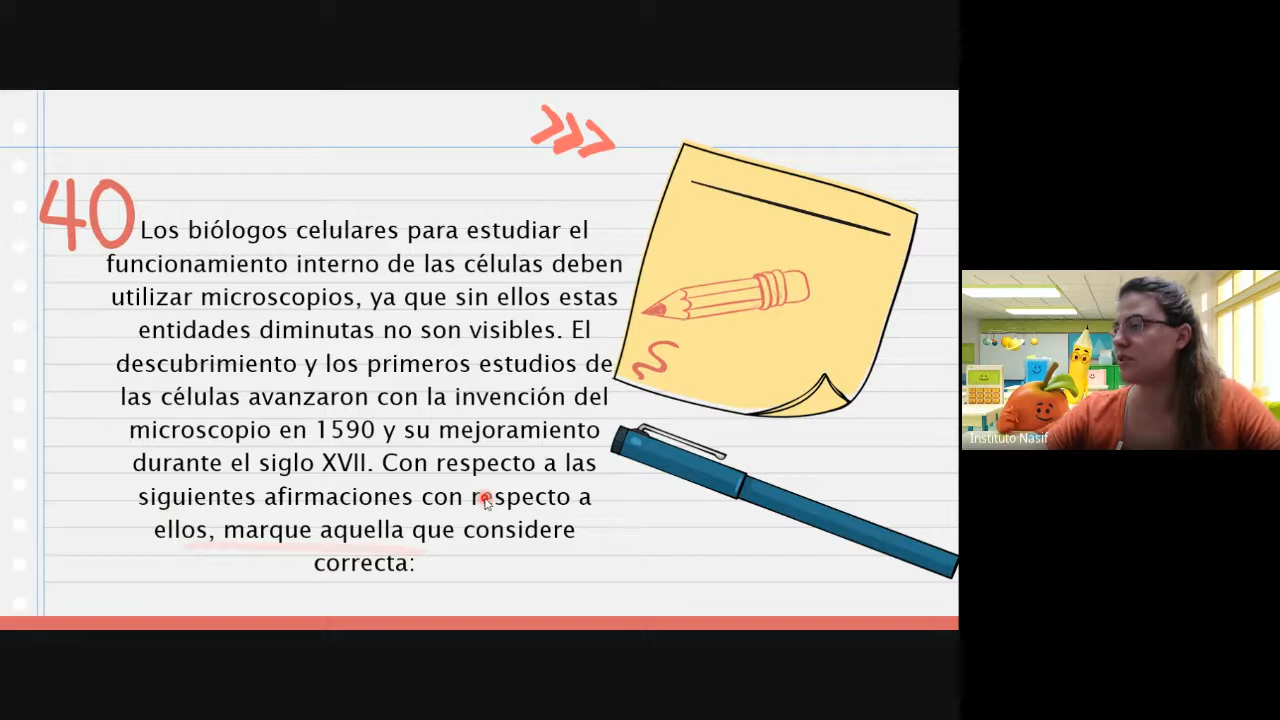 40
Los biólogos celulares para estudiar el
funcionamiento interno de las células deben
utilizar microscopios, ya que sin ellos estas
entidades diminutas no son visibles. El
descubrimiento y los primeros estudios de
las células avanzaron con la invención del
microscopio en 1590 y su mejoramiento
durante el siglo XVII. Con respecto a las
siguientes afirmaciones con respecto a
ellos, marque aquella que considere
correcta:
Instituto Nasif